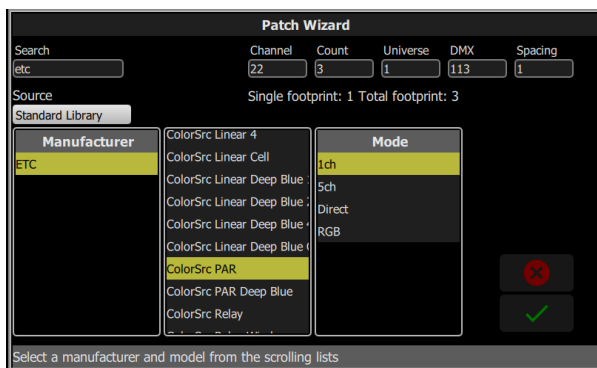 Patch Wizard
Search Channel Count Universe DMX Spacing
etc 22 3 1 113 1
Source Single footprint: 1 Total footprint: 3
Standard Library
Manufacturer
ETC
ColorSrc Linear 4
ColorSrc Linear Cell
ColorSrc Linear Deep Blue
ColorSrc Linear Deep Blue
ColorSrc Linear Deep Blue
ColorSrc Linear Deep Blue
ColorSrc PAR
ColorSrc PAR Deep Blue
ColorSrc Relay
Mode
1ch
5ch
Direct
RGB
Select a manufacturer and model from the scrolling lists